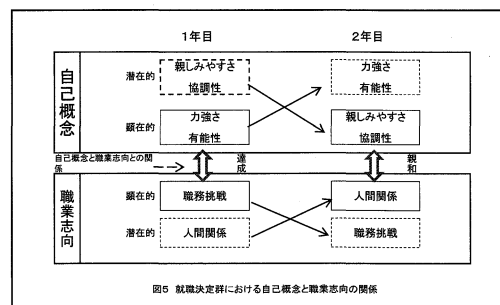 1年目 2年目
自己概念
潜在的
親しみやすさ
協調性
力強さ
有能性
顕在的
力強さ
有能性
親しみやすさ
協調性
自己概念と職業志向との関
係
達成
親和
職業志向
顕在的
職務挑戦
人間関係
潜在的
人間関係
職務挑戦
図5 就職決定群における自己概念と職業志向の関係